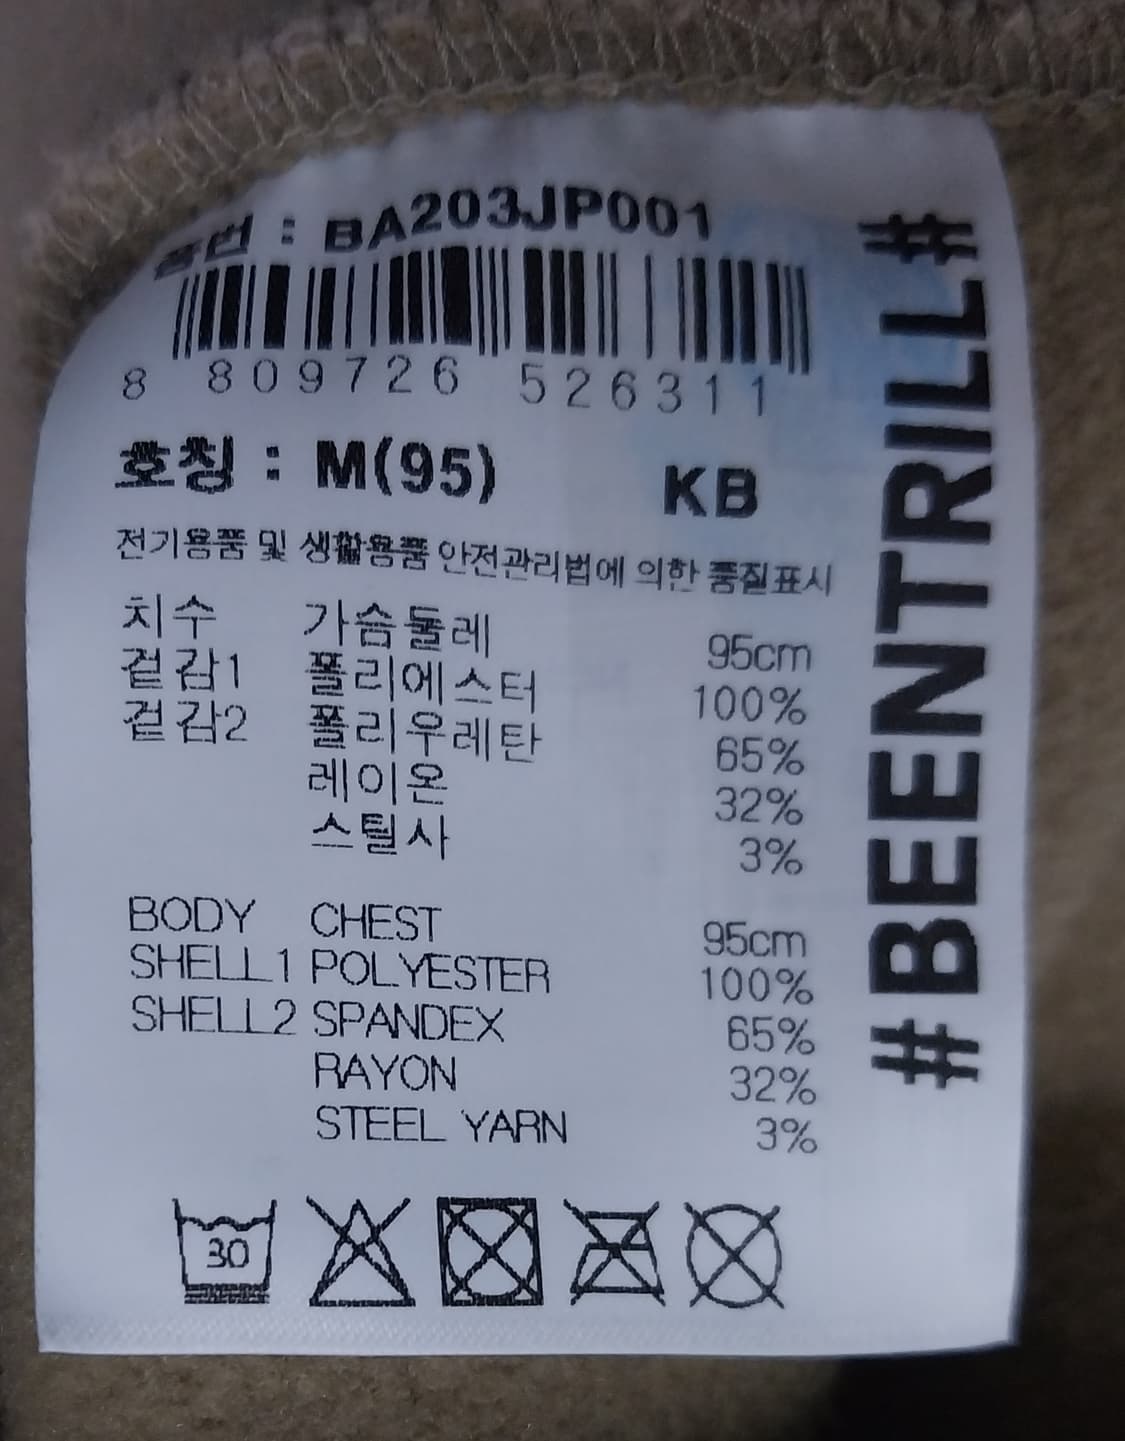 품번 : BA203JP001
8 809726 526311
호칭 : M(95) KB
전기용품 및 생활용품 안전관리법에 의한 품질표시
치수 가슴둘레 95cm
겉감1 폴리에스터 100%
겉감2 폴리우레탄 65%
레이온 32%
스틸사 3%
BODY CHEST 95cm
SHELL1 POLYESTER 100%
SHELL2 SPANDEX 65%
RAYON 32%
STEEL YARN 3%
30
#BEENTRILL#